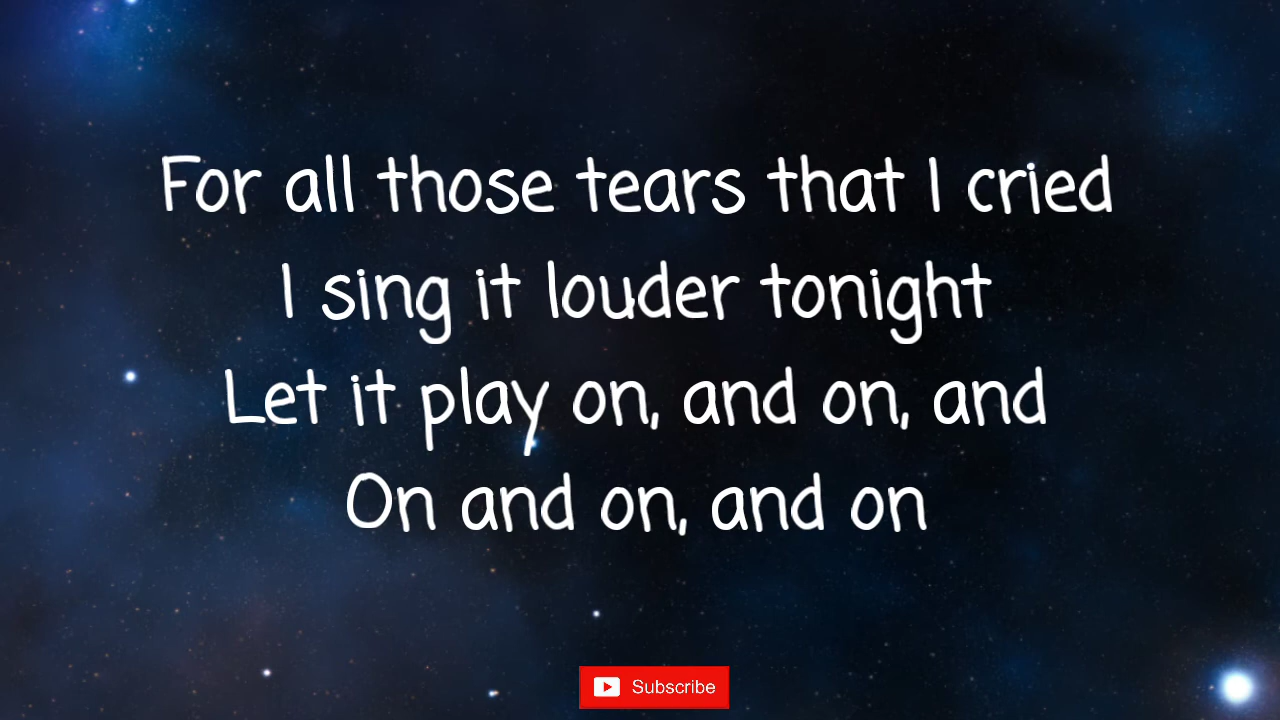 For all those tears that I cried
I sing it louder tonight
Let it play on, and on, and
On and on, and on
Subscribe